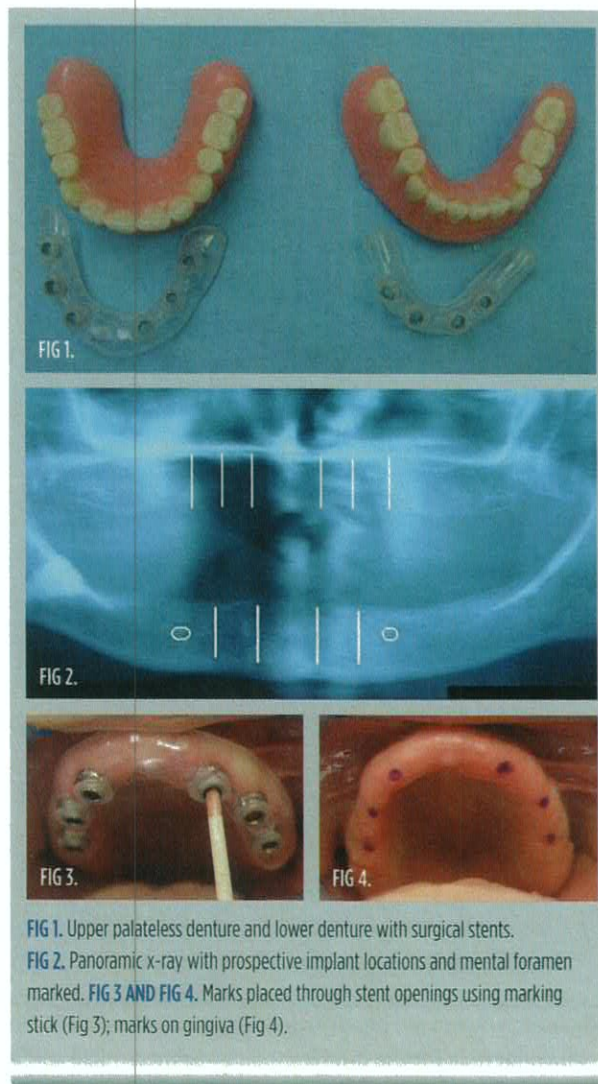 FIG 1.
FIG 2.
FIG 3.
FIG 4.
FIG 1. Upper palateless denture and lower denture with surgical stents.
FIG 2. Panoramic x-ray with prospective implant locations and mental foramen
marked. FIG 3 AND FIG 4. Marks placed through stent openings using marking
stick (Fig 3); marks on gingiva (Fig 4).